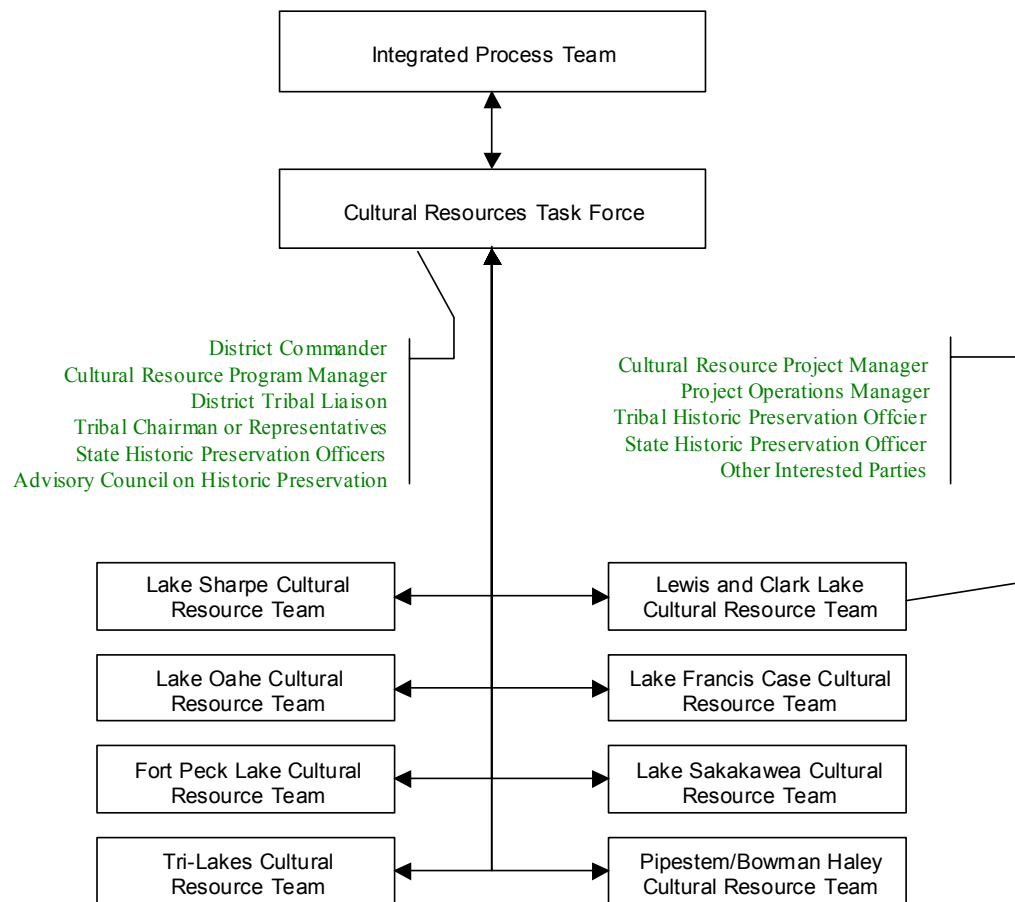 Integrated Process Team
Cultural Resources Task Force
District Commander
Cultural Resource Program Manager
District Tribal Liaison
Tribal Chairman or Representatives
State Historic Preservation Officers
Advisory Council on Historic Preservation
Cultural Resource Project Manager
Project Operations Manager
Tribal Historic Preservation Offcier
State Historic Preservation Officer
Other Interested Parties
Lake Sharpe Cultural
Resource Team
Lewis and Clark Lake
Cultural Resource Team
Lake Oahe Cultural
Resource Team
Lake Francis Case Cultural
Resource Team
Fort Peck Lake Cultural
Resource Team
Lake Sakakawea Cultural
Resource Team
Tri-Lakes Cultural
Resource Team
Pipestem/Bowman Haley
Cultural Resource Team